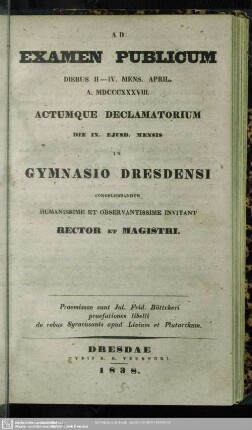 AD
EXAMEN PUBLICUM
DIEBUS II—IV. MENS. APRIL.
A. MDCCCXXXVIII.
ACTUMQUE DECLAMATORIUM
DIE IX. EJUSD. MENSIS
IN
GYMNASIO DRESDENSI
CONCELEBRANDUM
HUMANISSIME ET OBSERVANTISSIME INVITANT
RECTOR ET MAGISTRI.
Praemissae sunt Jul. Frid. Böttcheri
praefationes libelli
de rebus Syracusanis apud Livium et Plutarchum.
DRESDAE
TYPIS
1838.